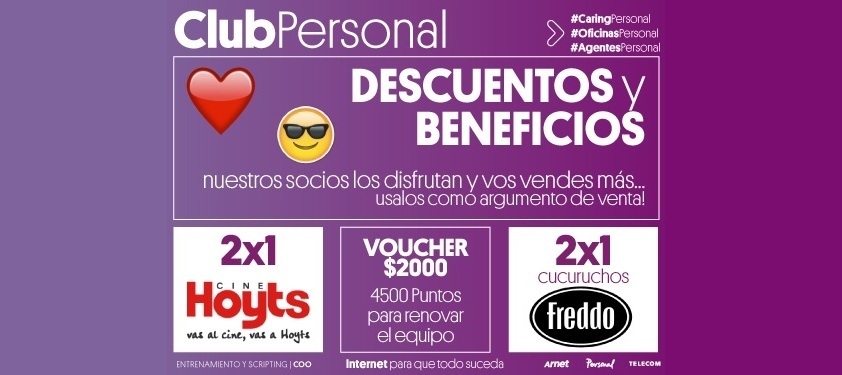 ClubPersonal
#CaringPersonal
#OficinasPersonal
#AgentesPersonal
DESCUENTOS y
BENEFICIOS
nuestros socios los disfrutan y vos vendes más...
usalos como argumento de venta!
2x1
CINE
Hoyts
vas al cine, vas a Hoyts
VOUCHER
$2000
4500 Puntos
para renovar
el equipo
2x1
cucuruchos
freddo
ENTRENAMIENTO Y SCRIPTING | COO
Internet para que todo suceda
Arnet Personal TELECOM